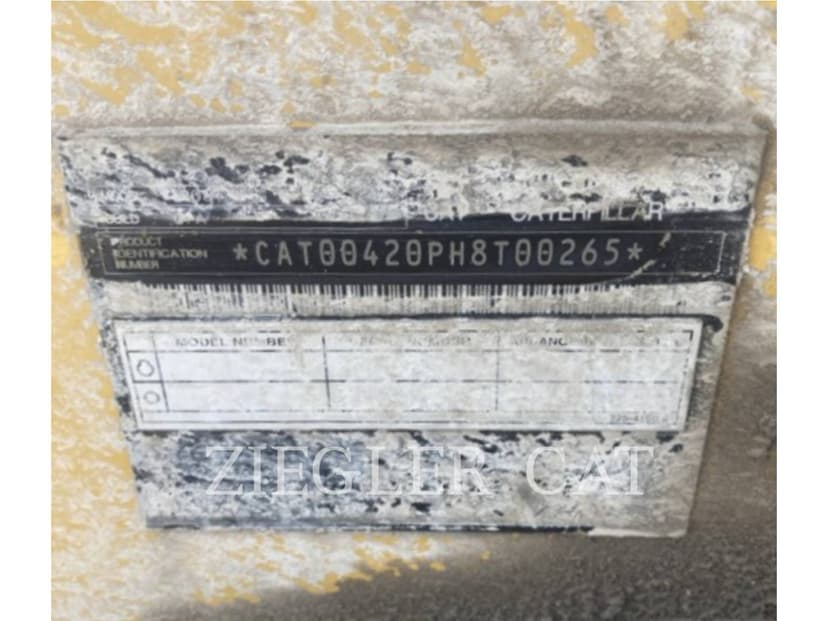 CAT CATERPILLAR
PRODUCT
IDENTIFICATION
NUMBER
*CAT00420PH8T00265*
MODEL NUMBER
ZIEGLER CAT